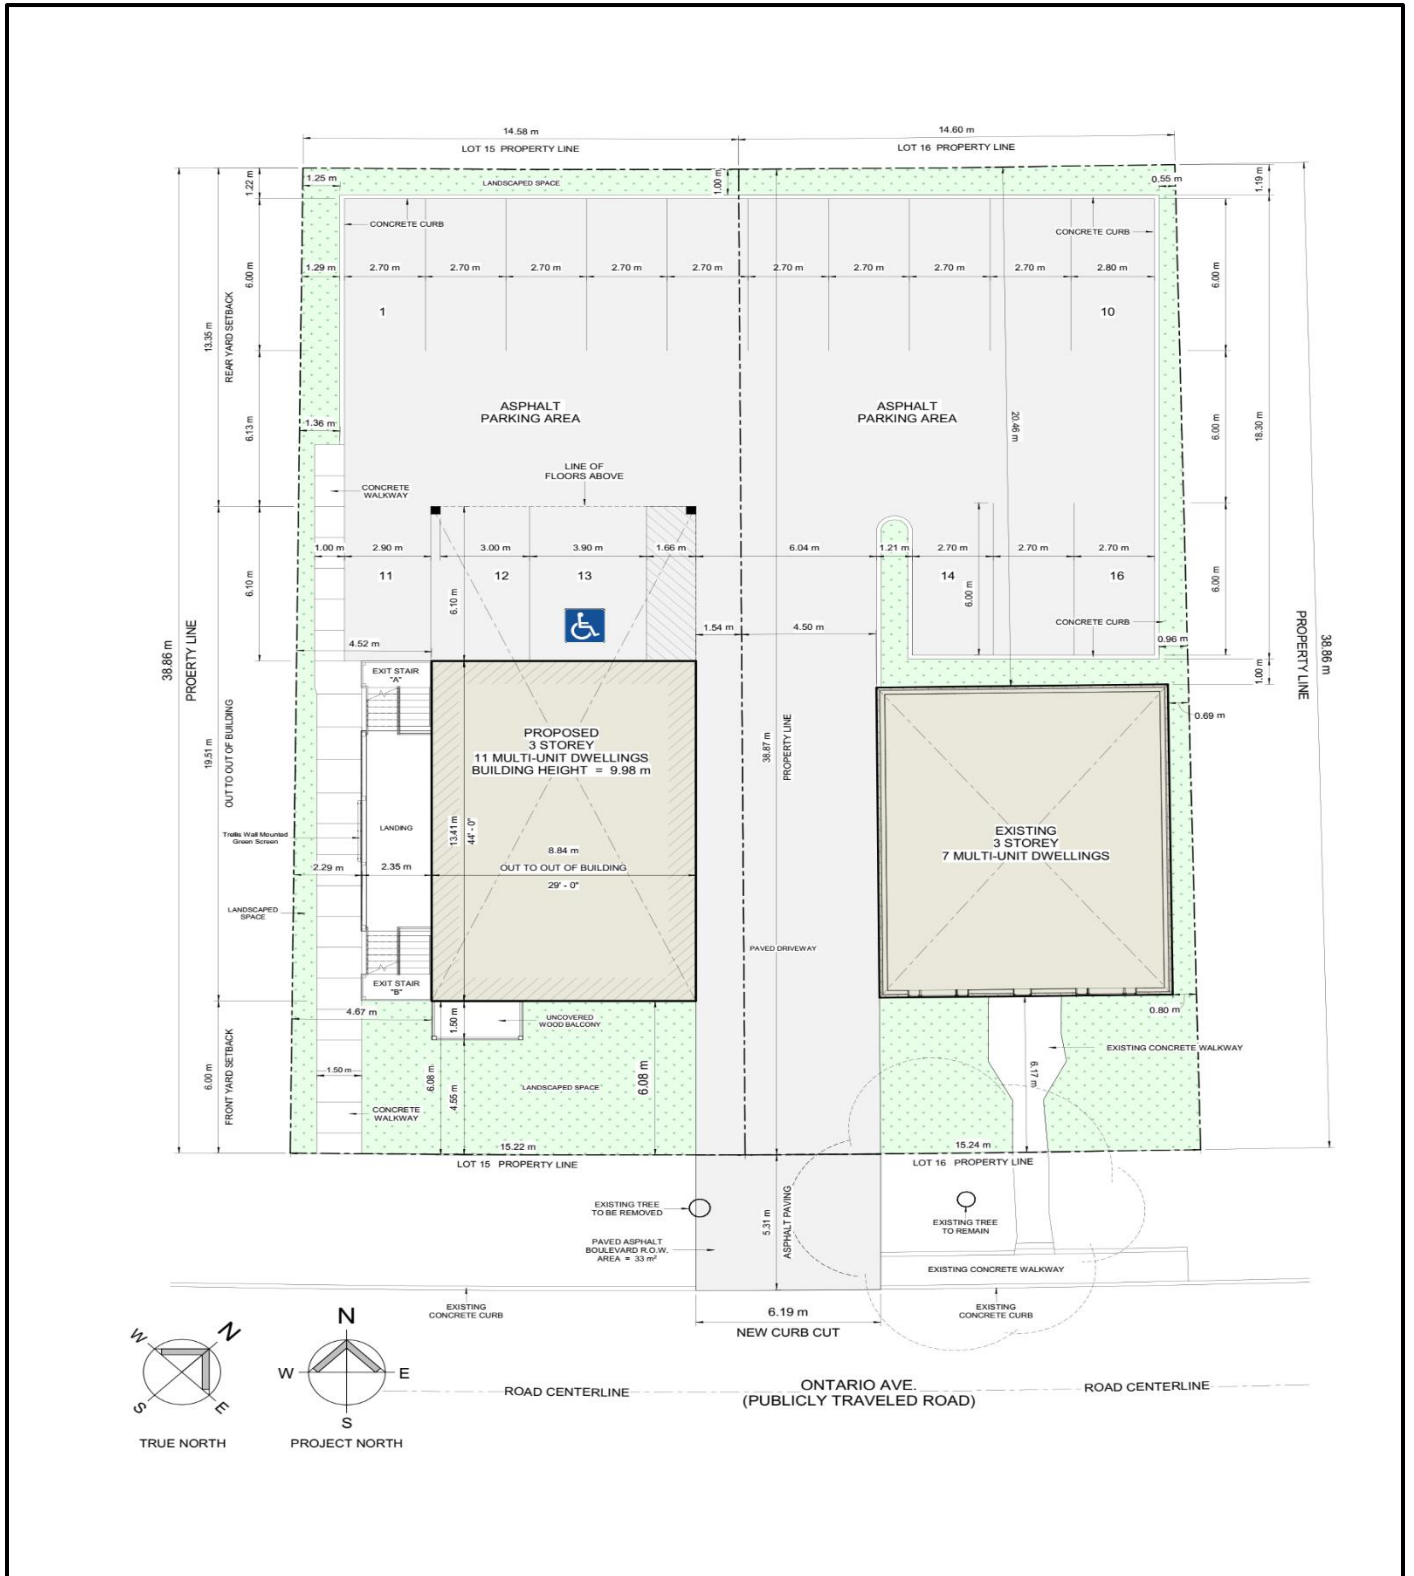 14.58 m
14.60 m
LOT 15 PROPERTY LINE
LOT 16 PROPERTY LINE
1.22 m
1.25 m
LANDSCAPED SPACE
1.00 m
0.55 m
1.19 m
CONCRETE CURB
CONCRETE CURB
6.00 m
1.29 m
2.70 m
2.70 m
2.70 m
2.70 m
2.70 m
2.70 m
2.70 m
2.70 m
2.70 m
2.80 m
6.00 m
1
10
13.35 m
REAR YARD SETBACK
ASPHALT
PARKING AREA
ASPHALT
PARKING AREA
20.46 m
6.13 m
1.36 m
6.00 m
18.30 m
LINE OF
FLOORS ABOVE
CONCRETE
WALKWAY
1.00 m
2.90 m
3.00 m
3.90 m
1.66 m
6.04 m
1.21 m
2.70 m
2.70 m
2.70 m
11
12
13
14
16
6.10 m
6.10 m
6.00 m
6.00 m
38.86 m
PROERTY LINE
4.52 m
1.54 m
4.50 m
CONCRETE CURB
0.96 m
1.00 m
PROPERTY LINE
38.86 m
EXIT STAIR
"A"
0.69 m
PROPOSED
3 STOREY
11 MULTI-UNIT DWELLINGS
BUILDING HEIGHT = 9.98 m
38.87 m
PROPERTY LINE
19.51 m
OUT TO OUT OF BUILDING
Trellis Wall Mounted
Green Screen
LANDING
13.41 m
44' - 0"
8.84 m
OUT TO OUT OF BUILDING
29' - 0"
EXISTING
3 STOREY
7 MULTI-UNIT DWELLINGS
2.29 m
2.35 m
LANDSCAPED
SPACE
PAVED DRIVEWAY
EXIT STAIR
"B"
4.67 m
1.50 m
UNCOVERED
WOOD BALCONY
0.80 m
EXISTING CONCRETE WALKWAY
6.00 m
FRONT YARD SETBACK
1.50 m
6.08 m
4.55 m
LANDSCAPED SPACE
6.08 m
6.17 m
CONCRETE
WALKWAY
15.22 m
15.24 m
LOT 15 PROPERTY LINE
LOT 16 PROPERTY LINE
EXISTING TREE
TO BE REMOVED
5.31 m
ASPHALT PAVING
EXISTING TREE
TO REMAIN
PAVED ASPHALT
BOULEVARD R.O.W.
AREA = 33 m²
EXISTING CONCRETE WALKWAY
EXISTING
CONCRETE CURB
6.19 m
NEW CURB CUT
EXISTING
CONCRETE CURB
W
N
S
E
N
W
E
S
TRUE NORTH
PROJECT NORTH
ROAD CENTERLINE
ONTARIO AVE.
(PUBLICLY TRAVELED ROAD)
ROAD CENTERLINE